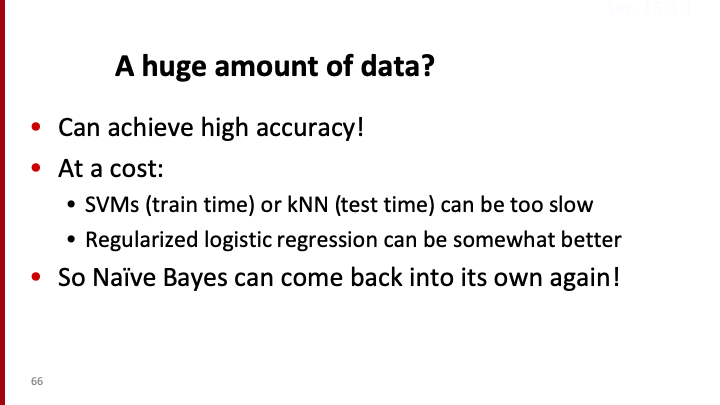 A huge amount of data?
• Can achieve high accuracy!
• At a cost:
• SVMs (train time) or kNN (test time) can be too slow
• Regularized logistic regression can be somewhat better
• So Naïve Bayes can come back into its own again!
66